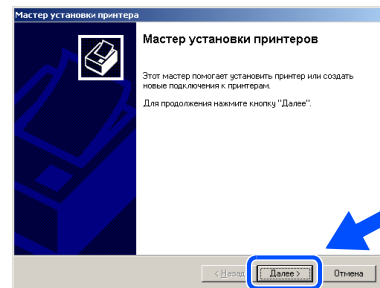 Мастер установки принтера
Мастер установки принтеров
Этот мастер помогает установить принтер или создать
новые подключения к принтерам.
Для продолжения нажмите кнопку "Далее".
< Назад
Далее >
Отмена